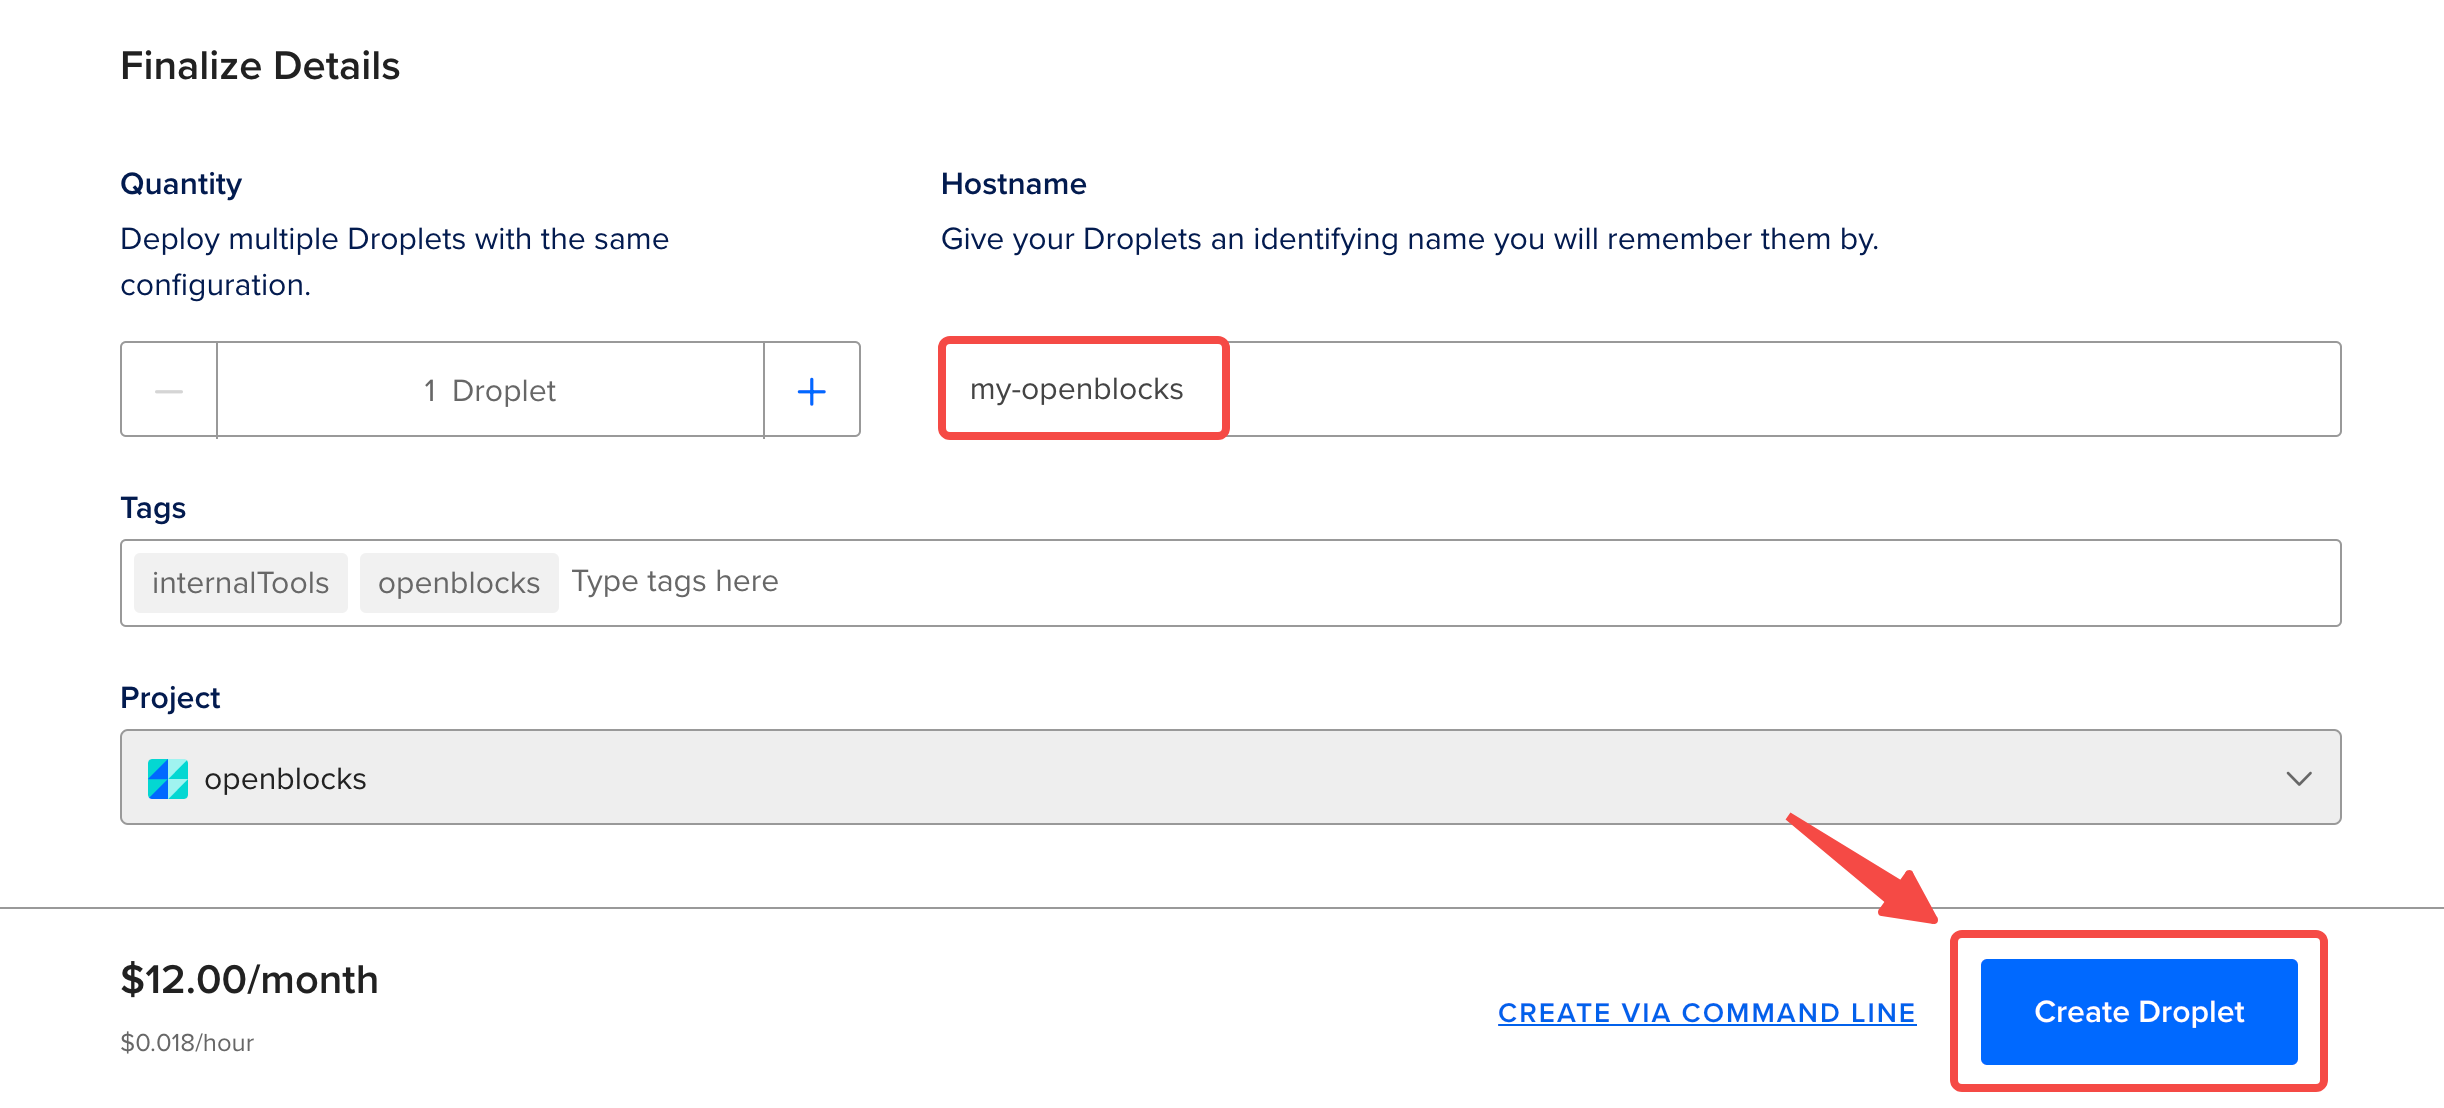 Finalize Details
Quantity
Deploy multiple Droplets with the same
configuration.
Hostname
Give your Droplets an identifying name you will remember them by.
1 Droplet
my-openblocks
Tags
internalTools openblocks Type tags here
Project
openblocks
$12.00/month
$0.018/hour
CREATE VIA COMMAND LINE
Create Droplet